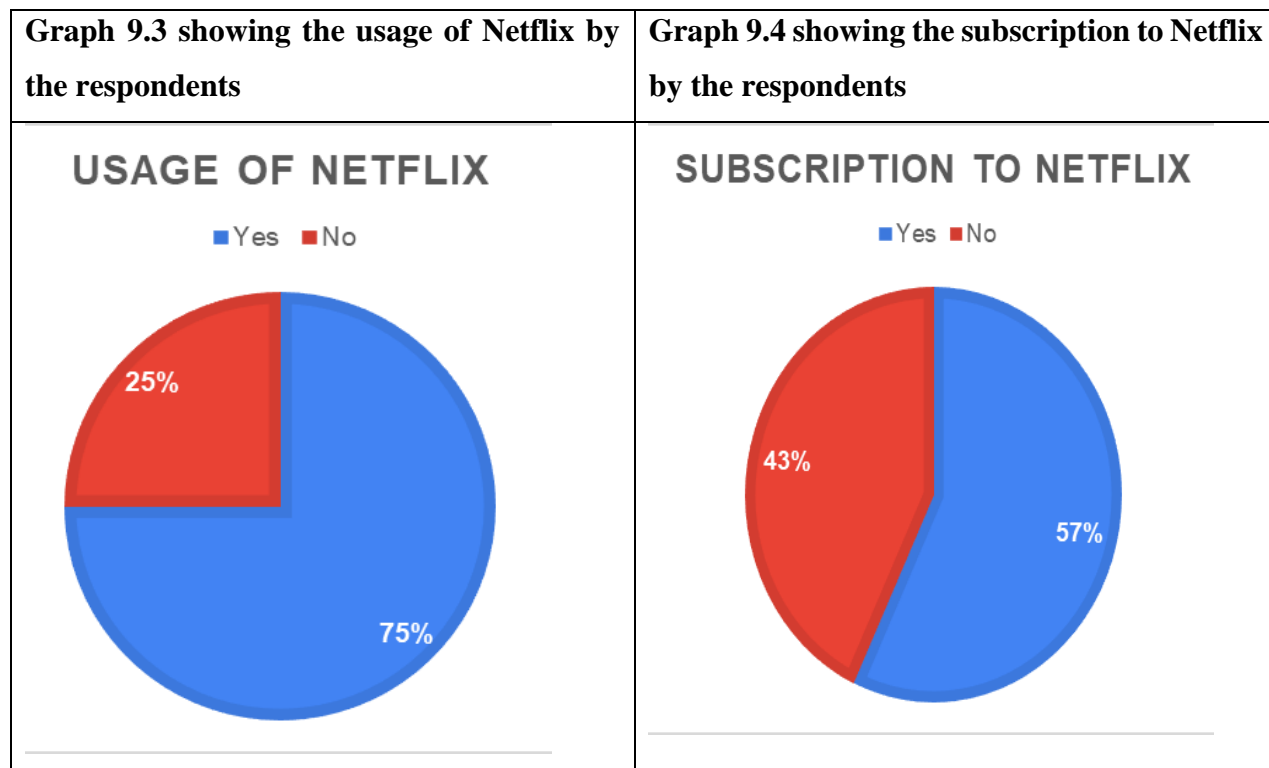 Graph 9.3 showing the usage of Netflix by
the respondents
Graph 9.4 showing the subscription to Netflix
by the respondents
USAGE OF NETFLIX
Yes No
25%
75%
SUBSCRIPTION TO NETFLIX
Yes No
43%
57%